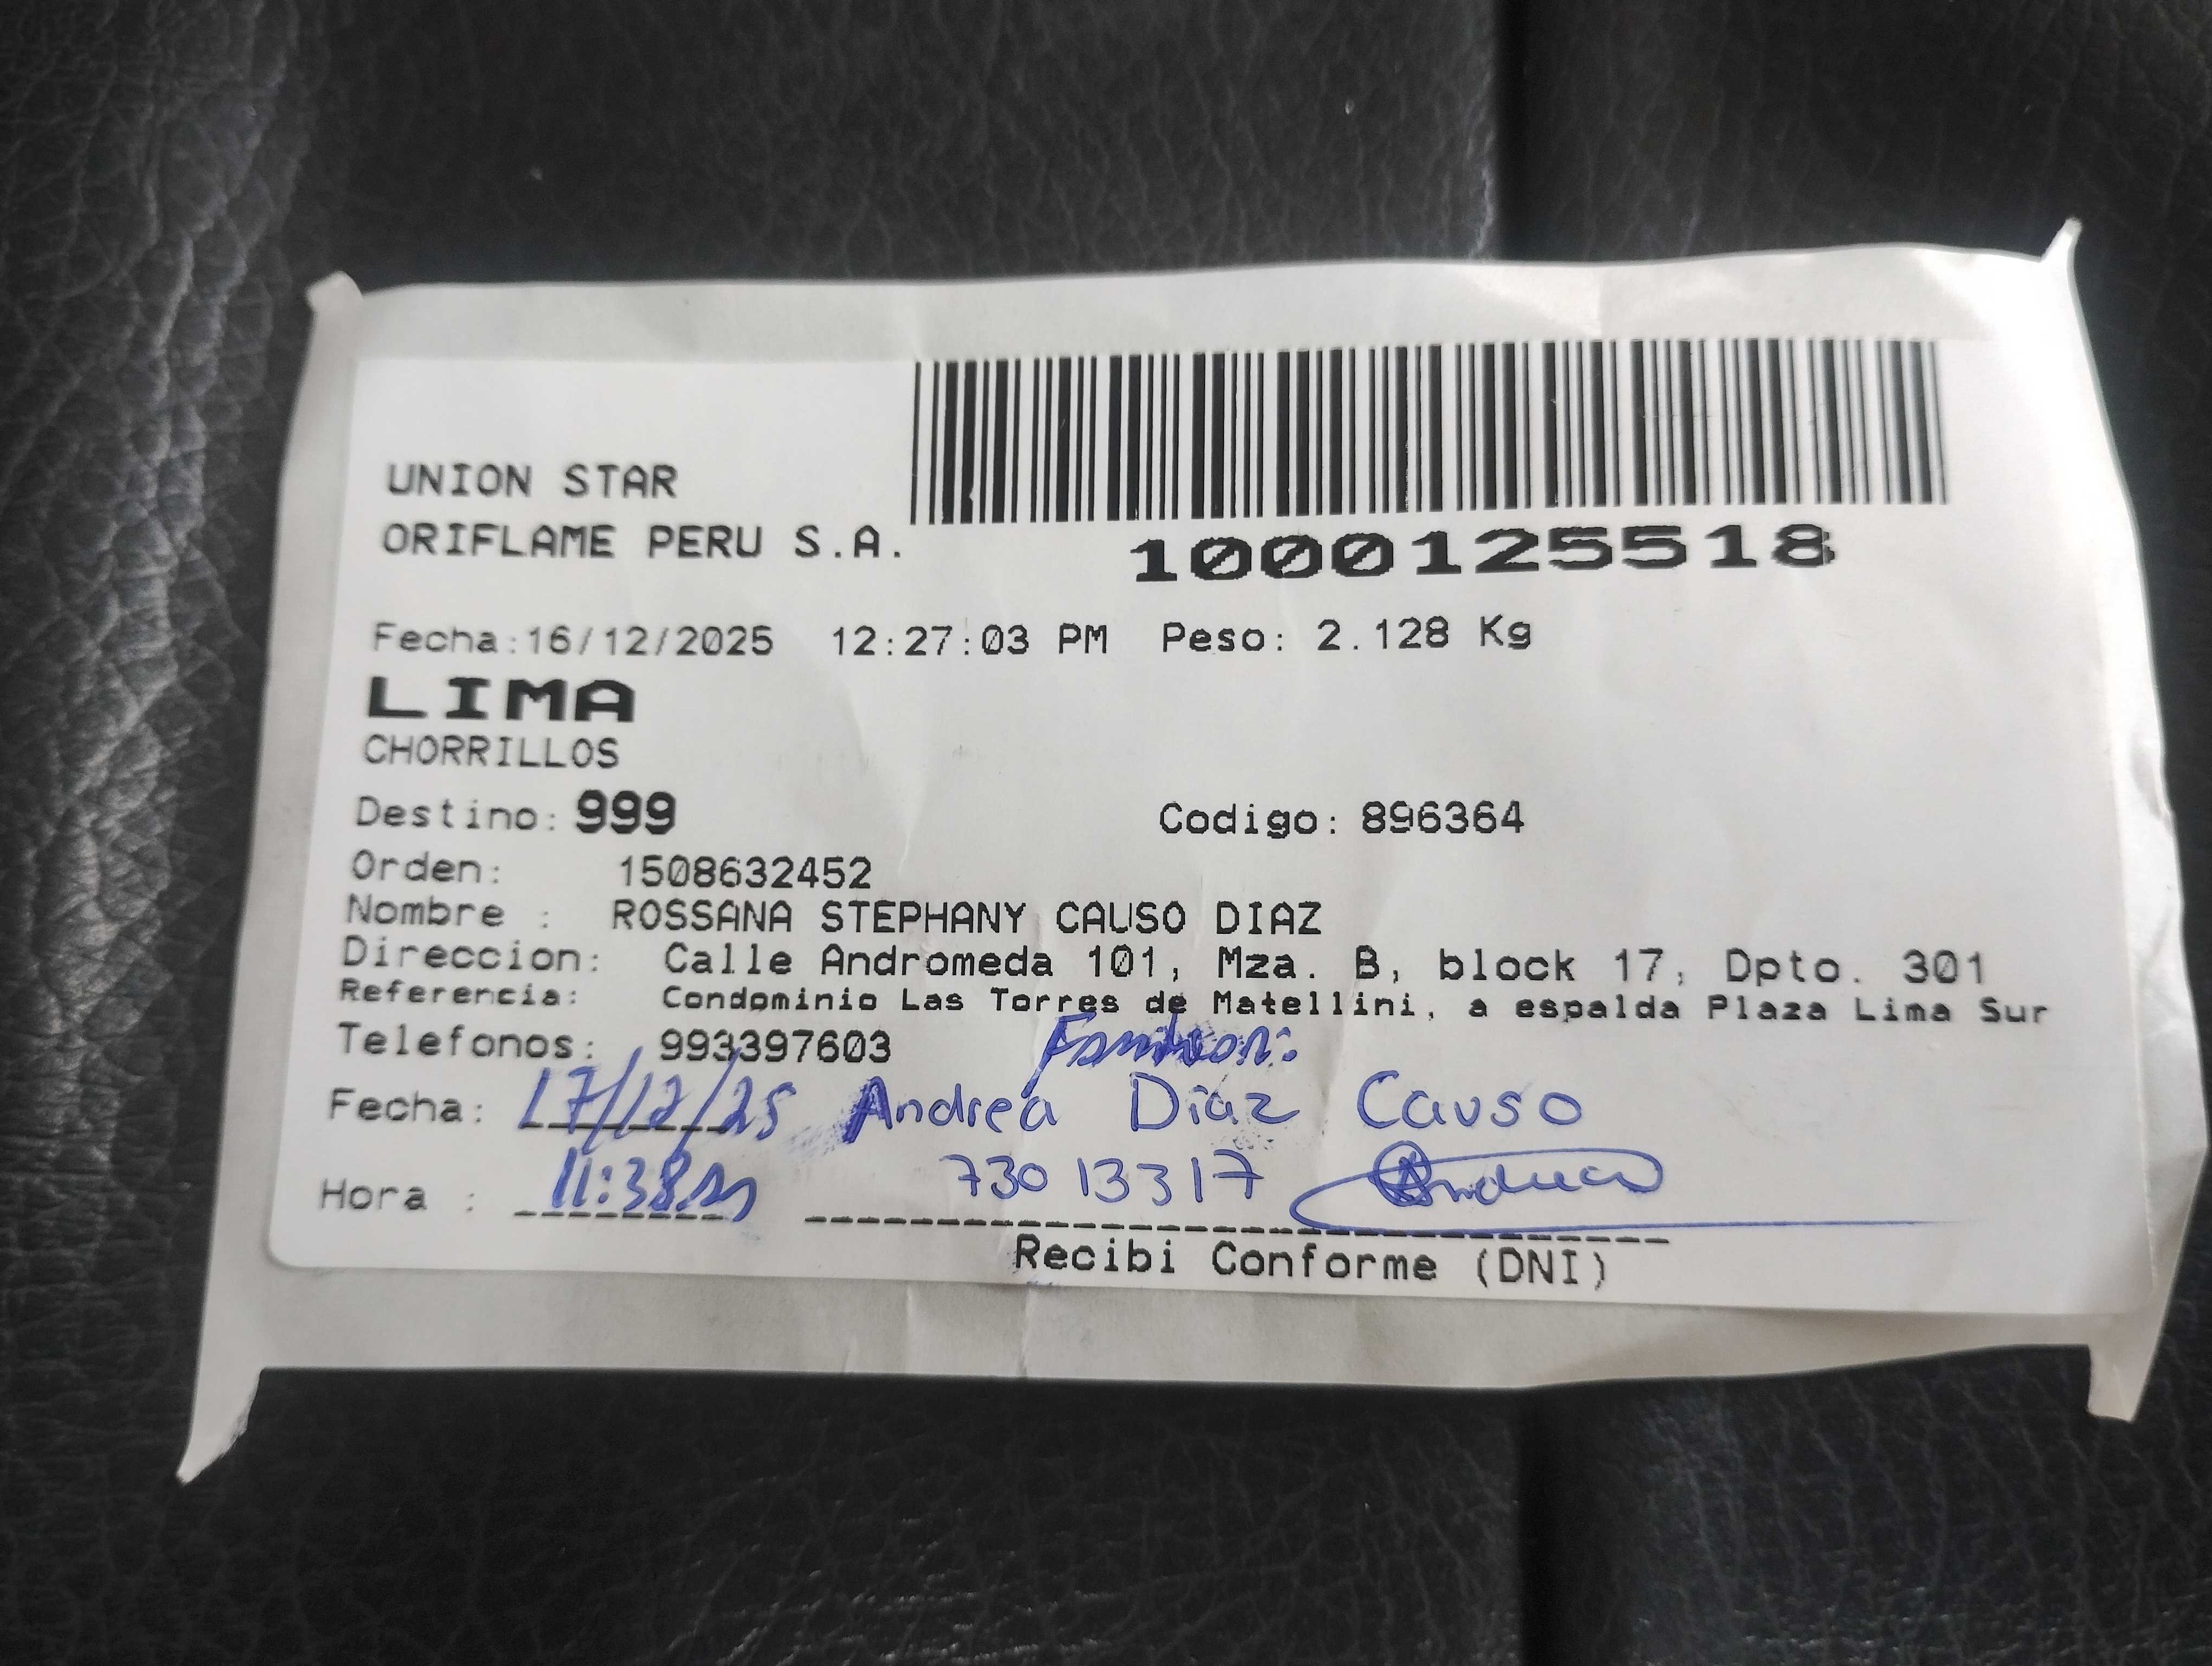 UNION STAR
ORIFLAME PERU S.A.
1000125518
Fecha:16/12/2025 12:27:03 PM Peso: 2.128 Kg
LIMA
CHORRILLOS
Destino: 999 Codigo: 896364
Orden: 1508632452
Nombre : ROSSANA STEPHANY CAUSO DIAZ
Direccion: Calle Andromeda 101, Mza. B, block 17, Dpto. 301
Referencia: Condominio Las Torres de Matellini, a espalda Plaza Lima Sur
Telefonos: 993397603
Fecha: 17/12/25 Andrea Diaz Causo
Hora : 11:38 73013317
Recibi Conforme (DNI)